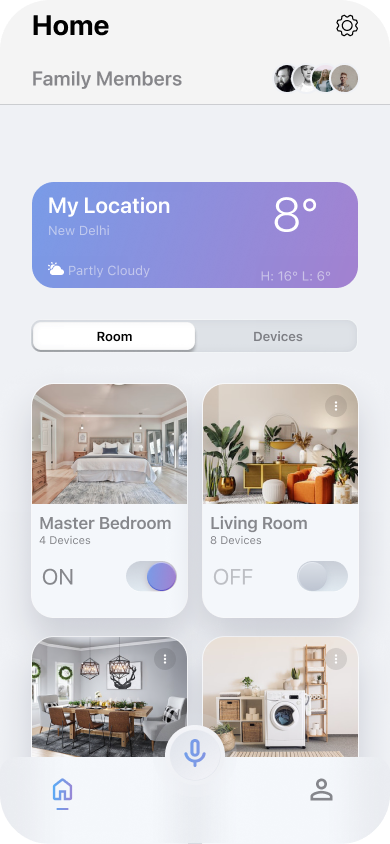 Home
Family Members
My Location
8°
New Delhi
Partly Cloudy
H: 16° L: 6°
Room
Devices
Master Bedroom
4 Devices
ON
Living Room
8 Devices
OFF